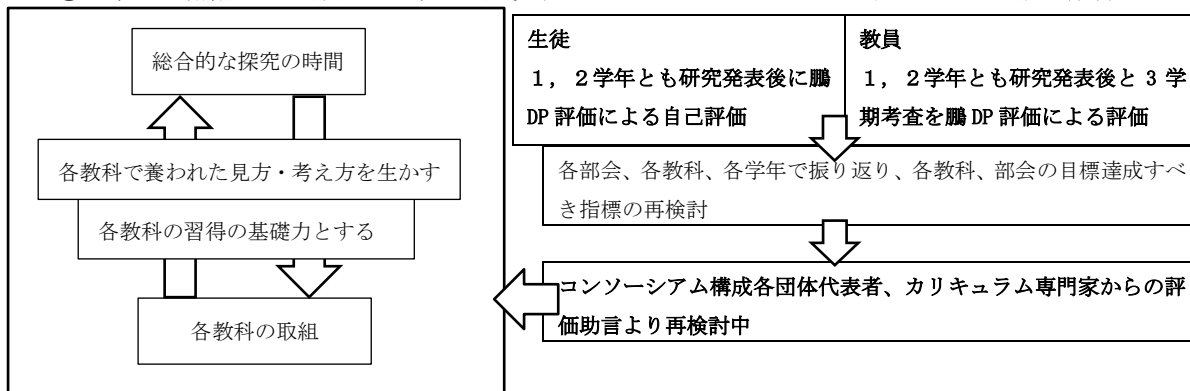 総合的な探究の時間
各教科で養われた見方・考え方を生かす
各教科の習得の基礎力とする
各教科の取組
生徒
１，２学年とも研究発表後に鵬
DP 評価による自己評価
教員
１，２学年とも研究発表後と 3 学
期考査を鵬 DP 評価による評価
各部会、各教科、各学年で振り返り、各教科、部会の目標達成すべ
き指標の再検討
コンソーシアム構成各団体代表者、カリキュラム専門家からの評
価助言より再検討中